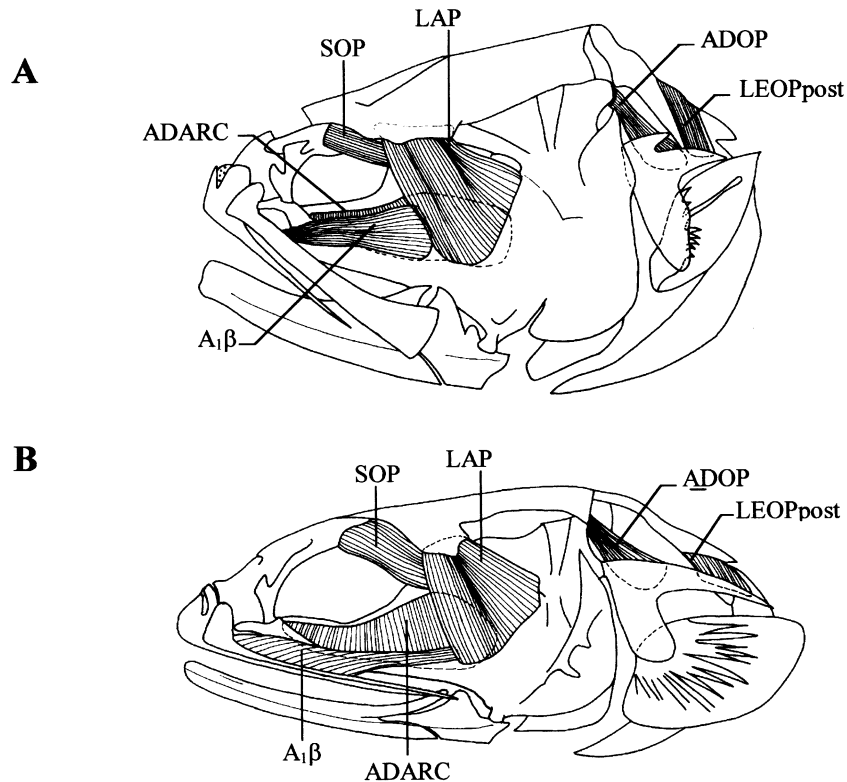 A
LAP
SOP
ADOP
LEOPpost
ADARC
A₁β
B
LAP
SOP
ADOP
LEOPpost
A₁β
ADARC